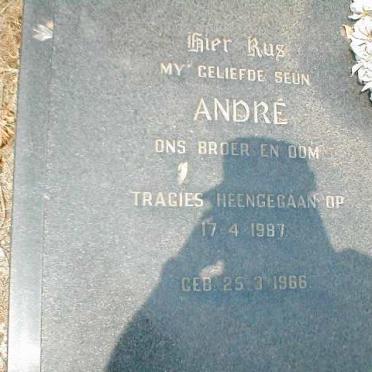 Hier Rus
MY GELIEFDE SEUN
ANDRÉ
ONS BROER EN OOM
TRAGIES HEENGEGAAN OP
17-4-1987
GEB. 25-3-1966.